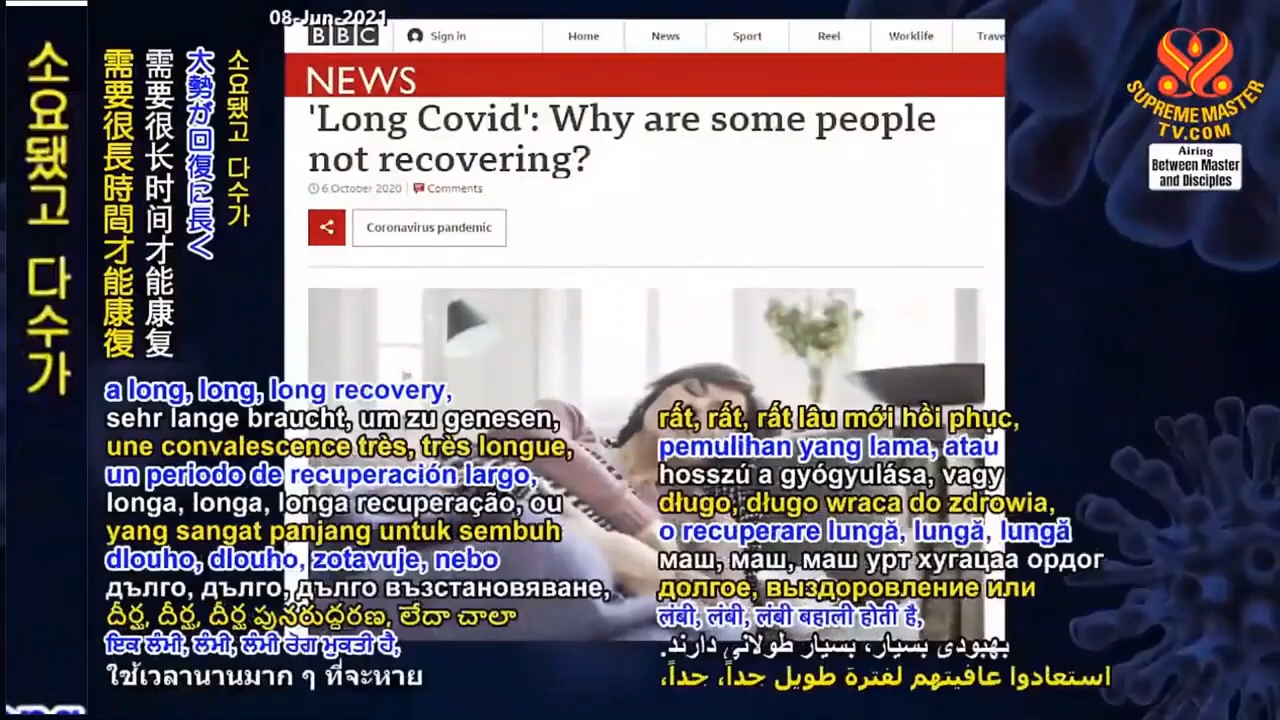 08-Jun-2021
BBC
Sign in
Home
News
Sport
Reel
Worklife
Trave
NEWS
'Long Covid': Why are some people
not recovering?
6 October 2020
Comments
Coronavirus pandemic
SUPREME MASTER
TV.COM
Airing
Between Master
and Disciples
소요됐고 다수가
需要很長時間才能康復
需要很长时间才能康复
大勢が回復に長く
소요됐고 다수가
a long, long, long recovery,
sehr lange braucht, um zu genesen,
une convalescence très, très longue,
un periodo de recuperación largo,
longa, longa, longa recuperação, ou
yang sangat panjang untuk sembuh
dlouho, dlouho, zotavuje, nebo
дълго, дълго, дълго възстановяване,
దీర్ఘ, దీర్ఘ, దీర్ఘ పునరుద్ధరణ, లేదా చాలా
ਇਕ ਲੰਮੀ, ਲੰਮੀ, ਲੰਮੀ ਰੋਗ ਮੁਕਤੀ ਹੈ,
ใช้เวลานานมาก ๆ ที่จะหาย
rất, rất, rất lâu mới hồi phục,
pemulihan yang lama, atau
hosszú a gyógyulása, vagy
długo, długo wraca do zdrowia,
o recuperare lungă, lungă, lungă
маш, маш, маш урт хугацаа ордог
долгое, выздоровление или
लंबी, लंबी, लंबी बहाली होती है,
بهبودی بسیار، بسیار طولانی دارند.
استعادوا عافيتهم لفترة طويل جداً، جداً،